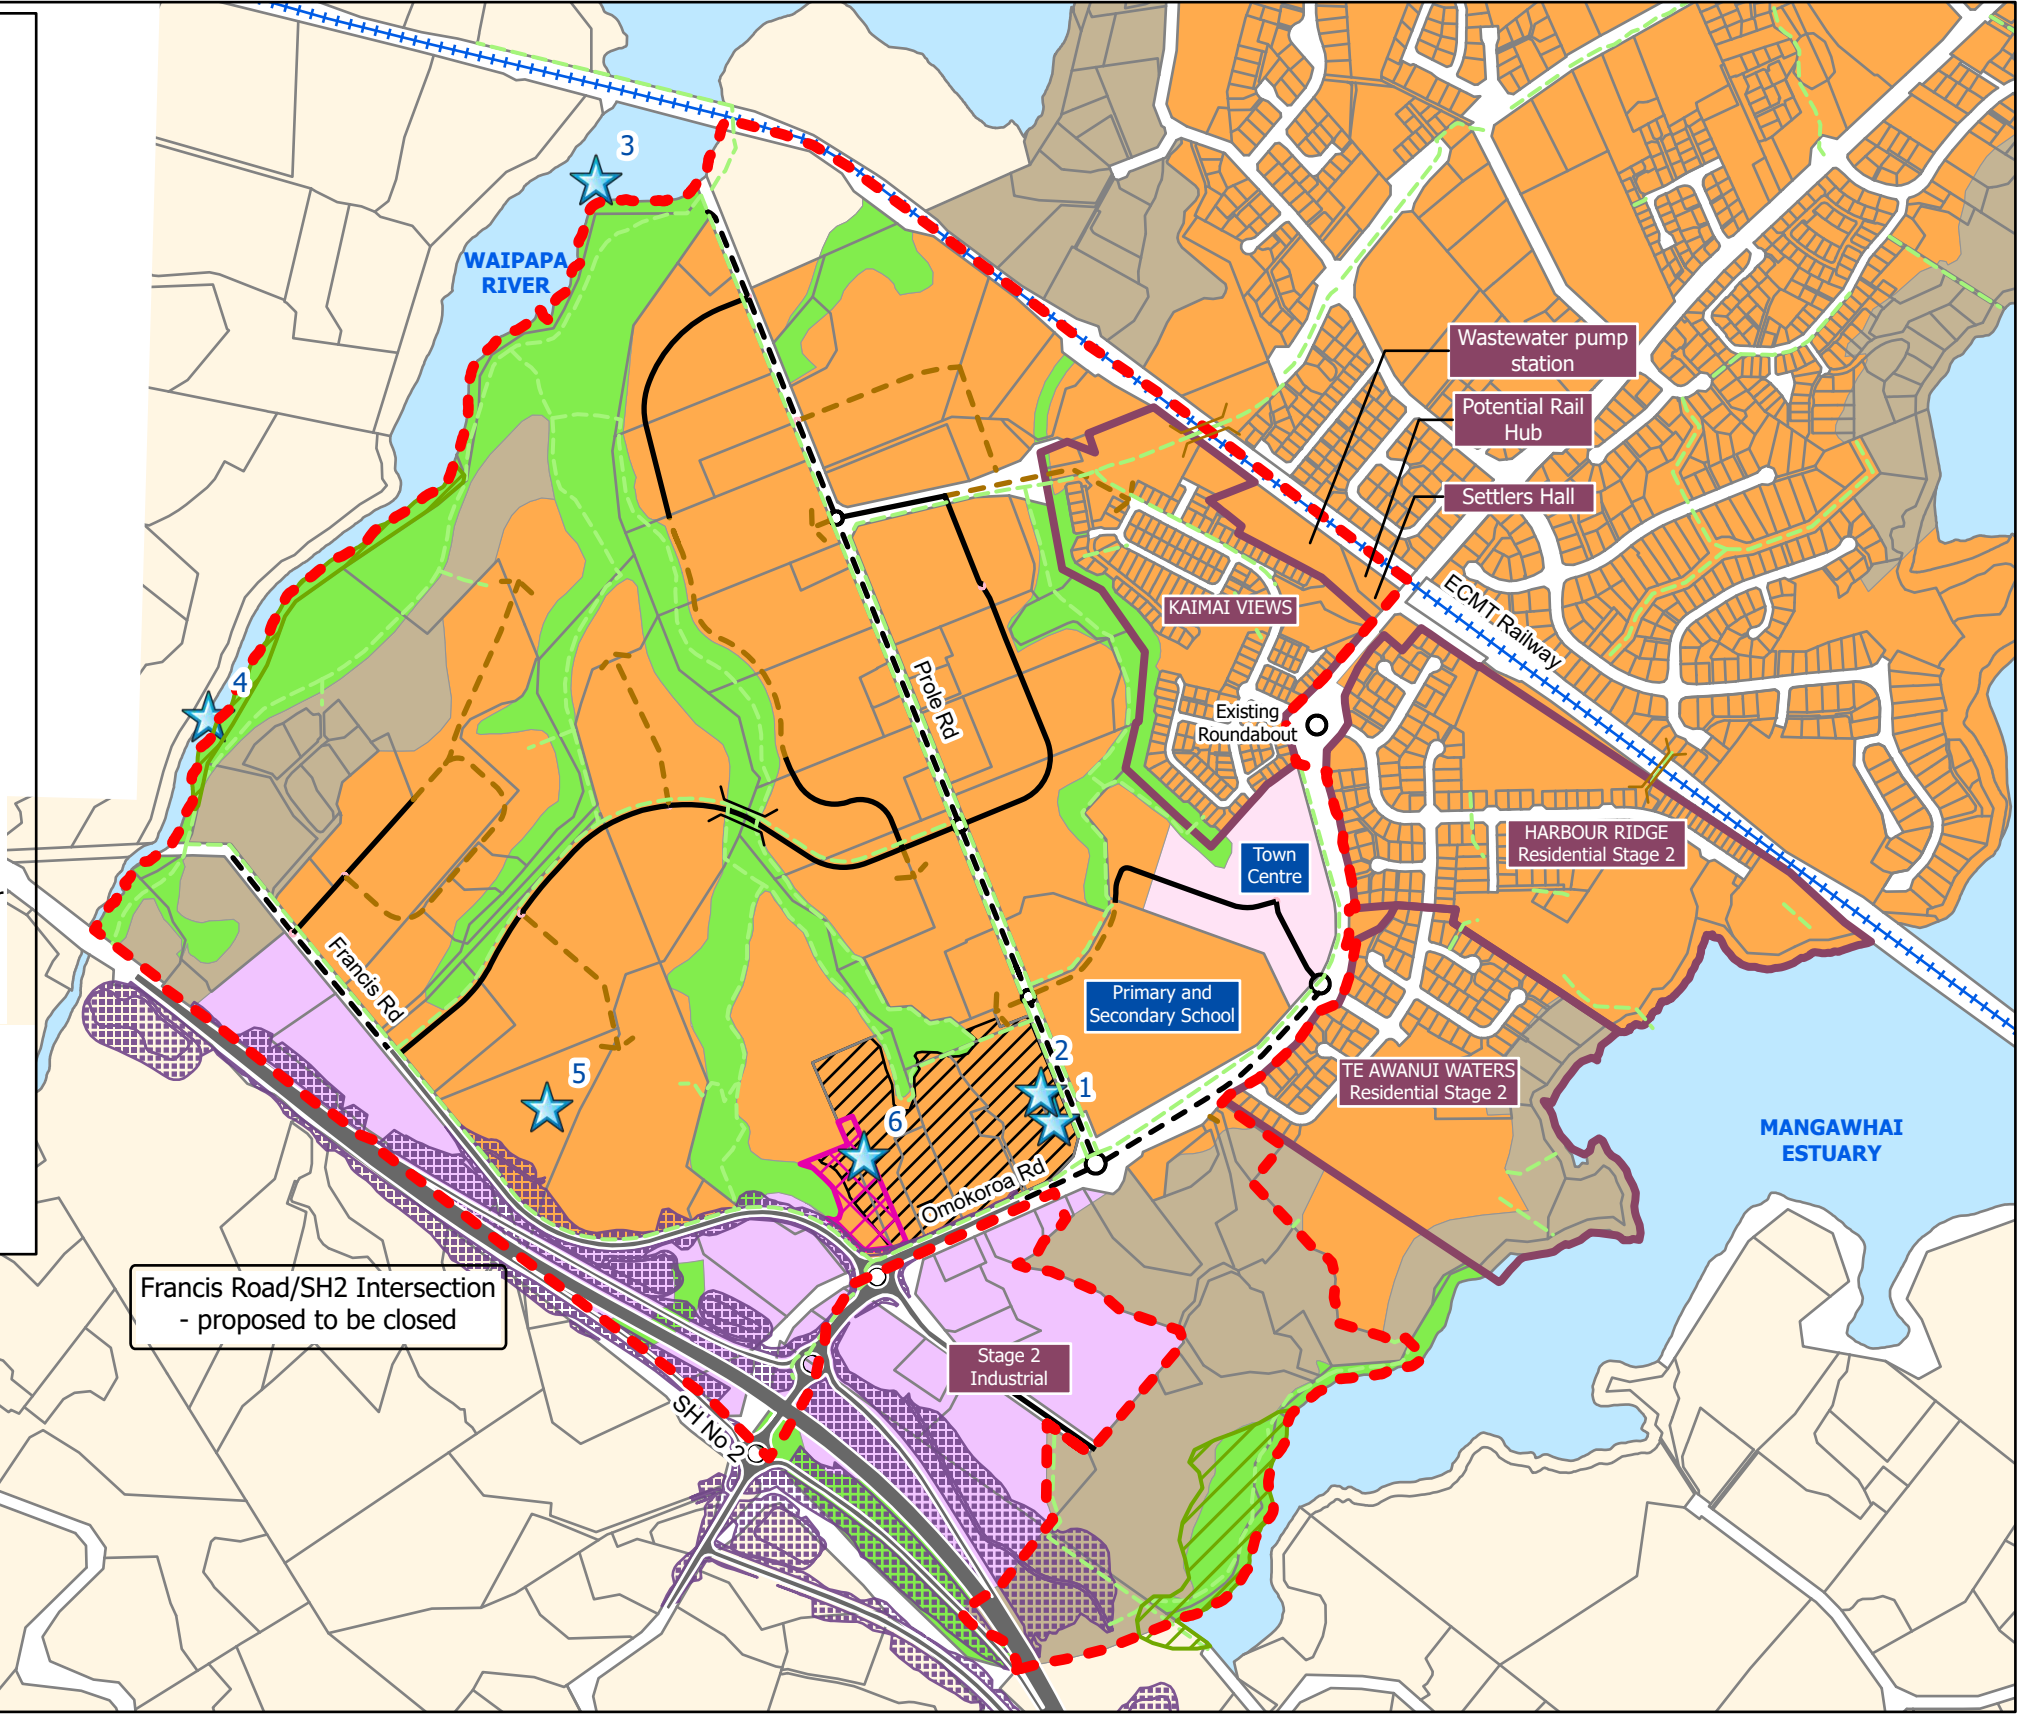 3
WAIPAPA
RIVER
Wastewater pump
station
Potential Rail
Hub
Settlers Hall
ECMT Railway
KAIMAI VIEWS
4
Prole Rd
Existing
Roundabout
HARBOUR RIDGE
Residential Stage 2
Town
Centre
Francis Rd
Primary and
Secondary School
2
5
1
TE AWANUI WATERS
Residential Stage 2
6
MANGAWHAI
ESTUARY
Omokoroa Rd
Francis Road/SH2 Intersection
- proposed to be closed
Stage 2
Industrial
SH No 2